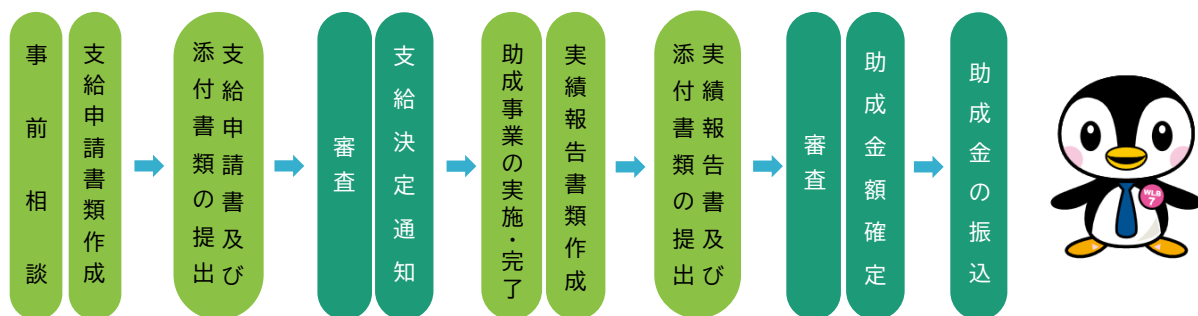 事前相談
支給申請書類作成
支給申請書及び
添付書類の提出
審査
支給決定通知
助成事業の実施・完了
実績報告書類作成
実績報告書及び
添付書類の提出
審査
助成金額確定
助成金の振込
WLB
7